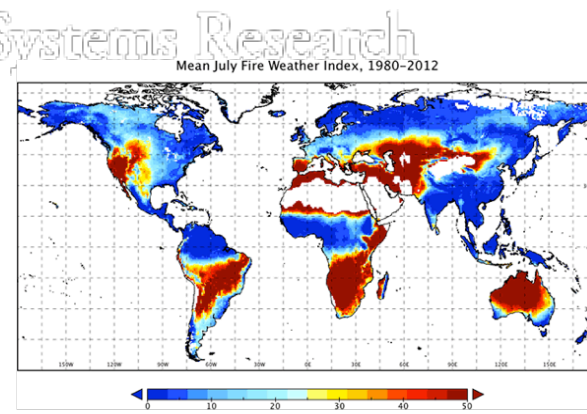 Systems Research
Mean July Fire Weather Index, 1980-2012
150W 120W 90W 60W 30W 0E 30E 60E 90E 120E 150E
0 10 20 30 40 50